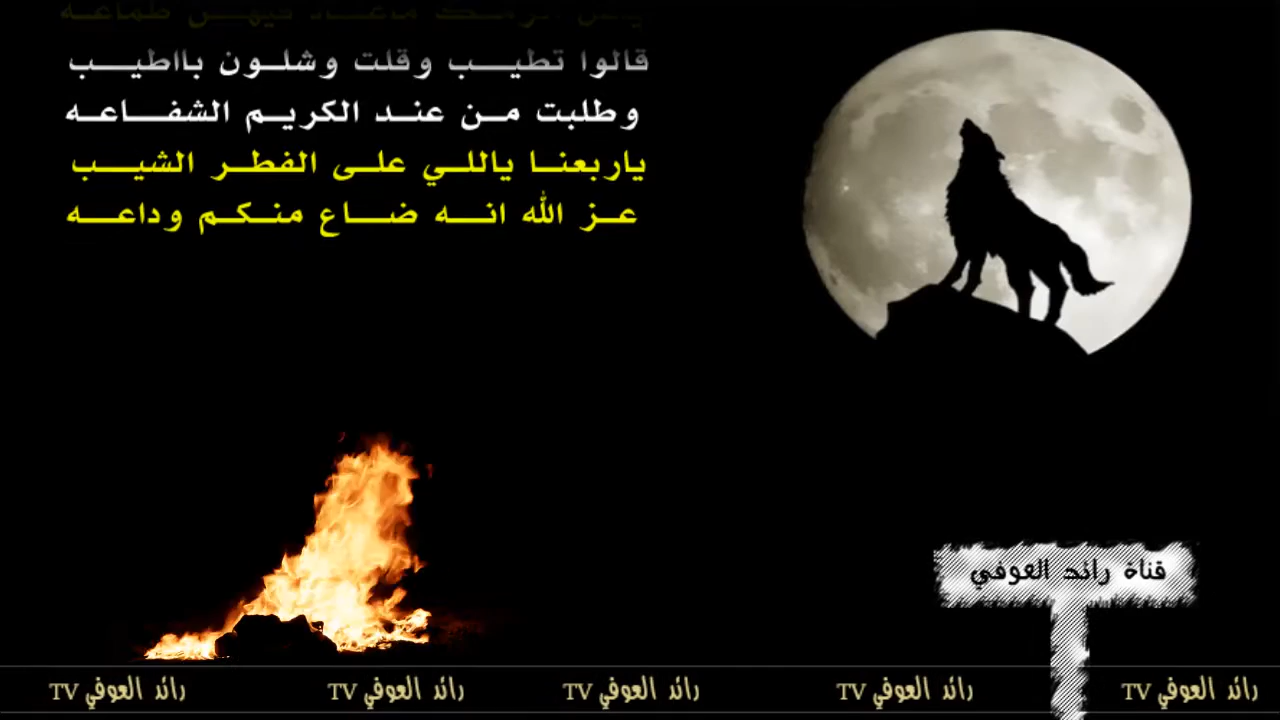 قالوا تطيب وقلت وشلون بااطيب
وطلبت من عند الكريم الشفاعه
ياربعنا ياللي على الفطر الشيب
عز الله انه ضاع منكم وداعه
قناة رائد العوفي
رائد العوفي TV رائد العوفي TV رائد العوفي TV رائد العوفي TV رائد العوفي TV